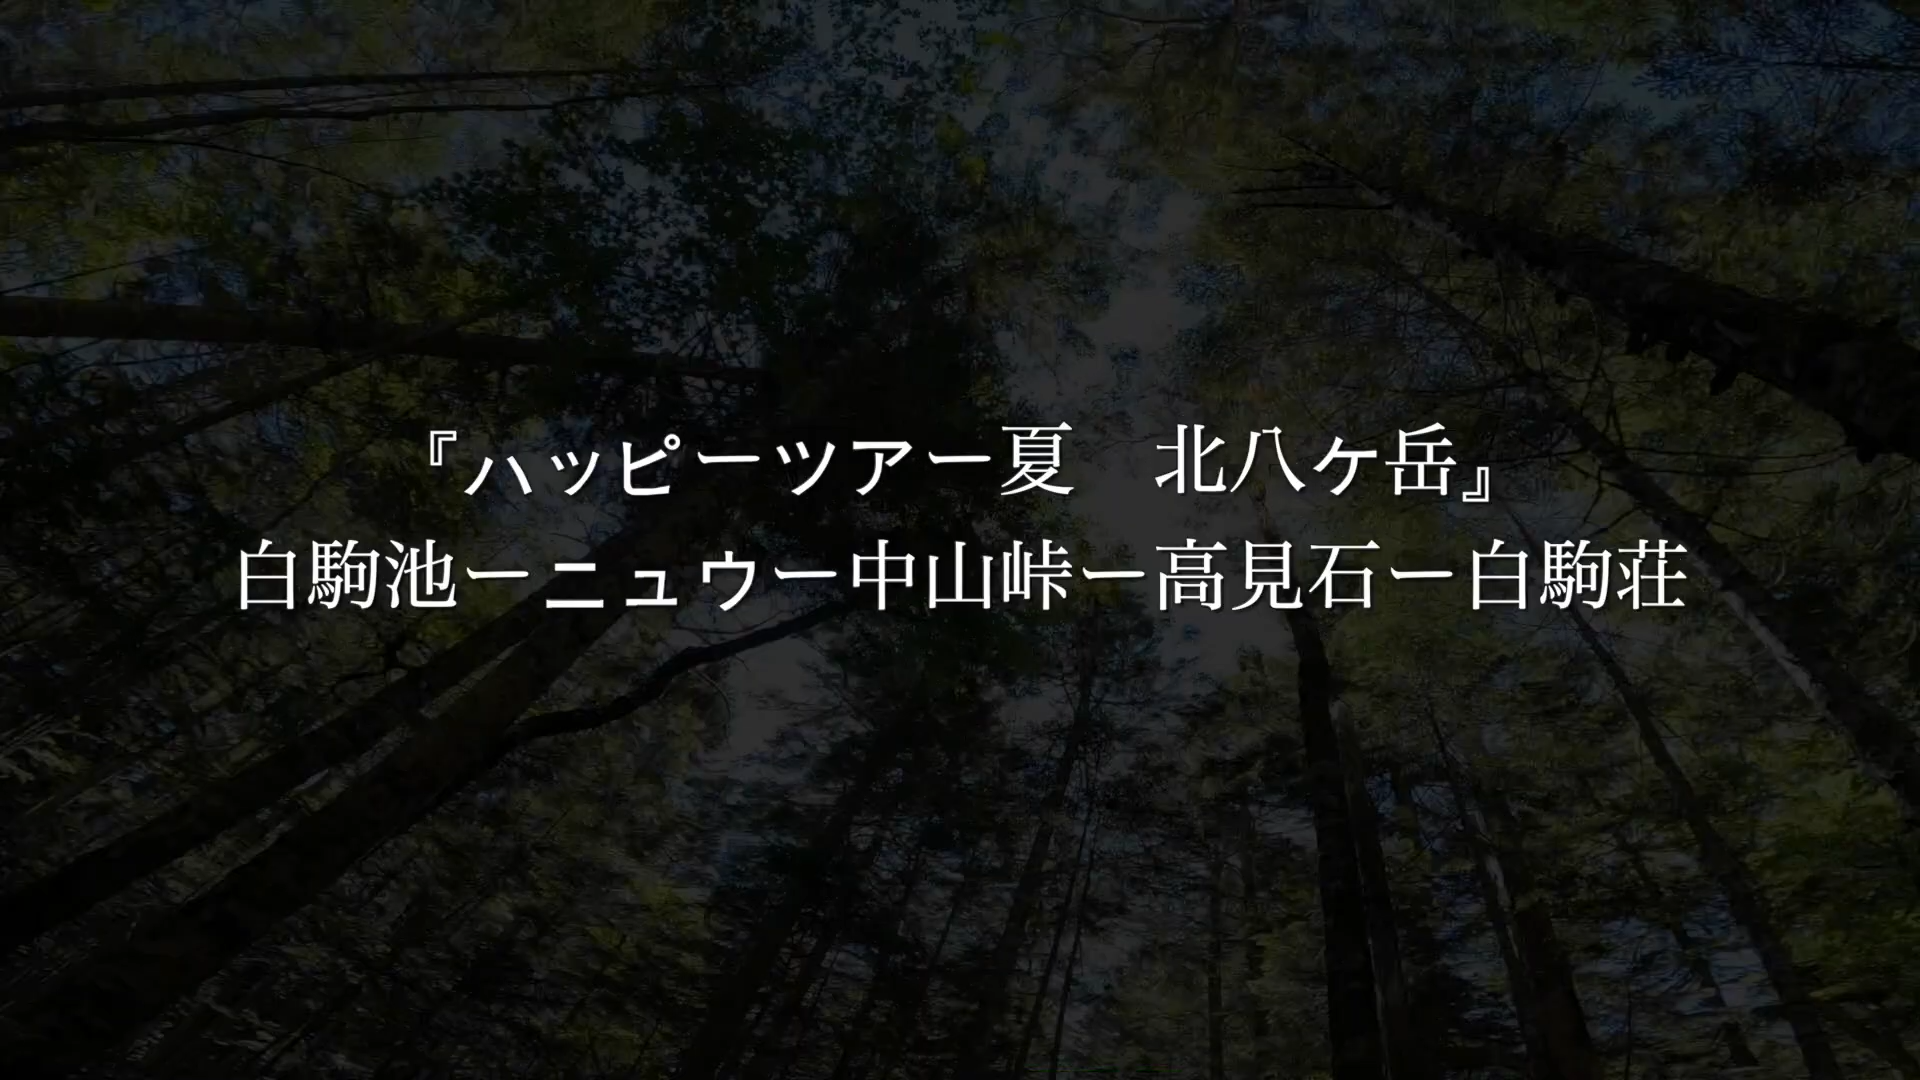 『ハッピーツアー夏　北八ケ岳』
白駒池ーニュウー中山峠ー高見石ー白駒荘